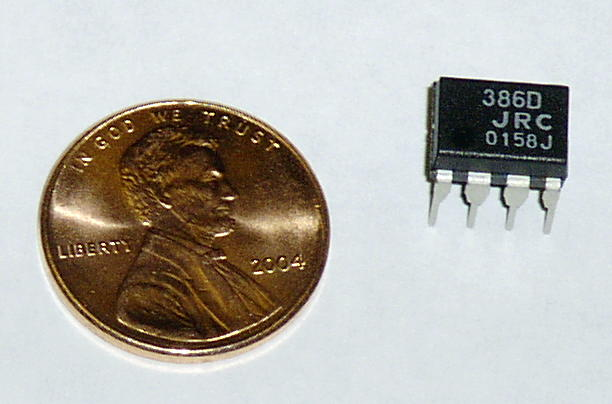 IN GOD WE TRUST
LIBERTY
2004
386D
JRC
0158J